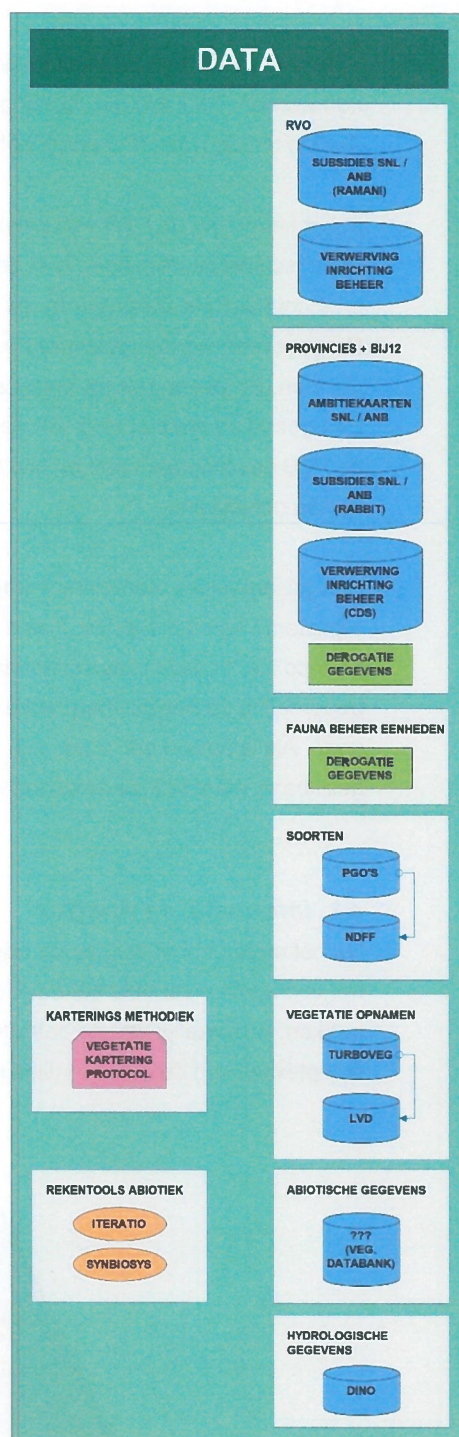 DATA
RVO
SUBSIDIES SNL /
ANB
(RAMANI)
VERWERVING
INRICHTING
BEHEER
PROVINCIES + BIJ12
AMBITIEKAARTEN
SNL / ANB
SUBSIDIES SNL /
ANB
(RABBIT)
VERWERVING
INRICHTING
BEHEER
(CDS)
DEROGATIE
GEGEVENS
FAUNA BEHEER EENHEDEN
DEROGATIE
GEGEVENS
SOORTEN
PGO'S
NDFF
KARTERINGS METHODIEK
VEGETATIE
KARTERING
PROTOCOL
VEGETATIE OPNAMEN
TURBOVEG
LVD
REKENTOOLS ABIOTIEK
ITERATIO
SYNBIOSYS
ABIOTISCHE GEGEVENS
???
(VEG.
DATABANK)
HYDROLOGISCHE
GEGEVENS
DINO